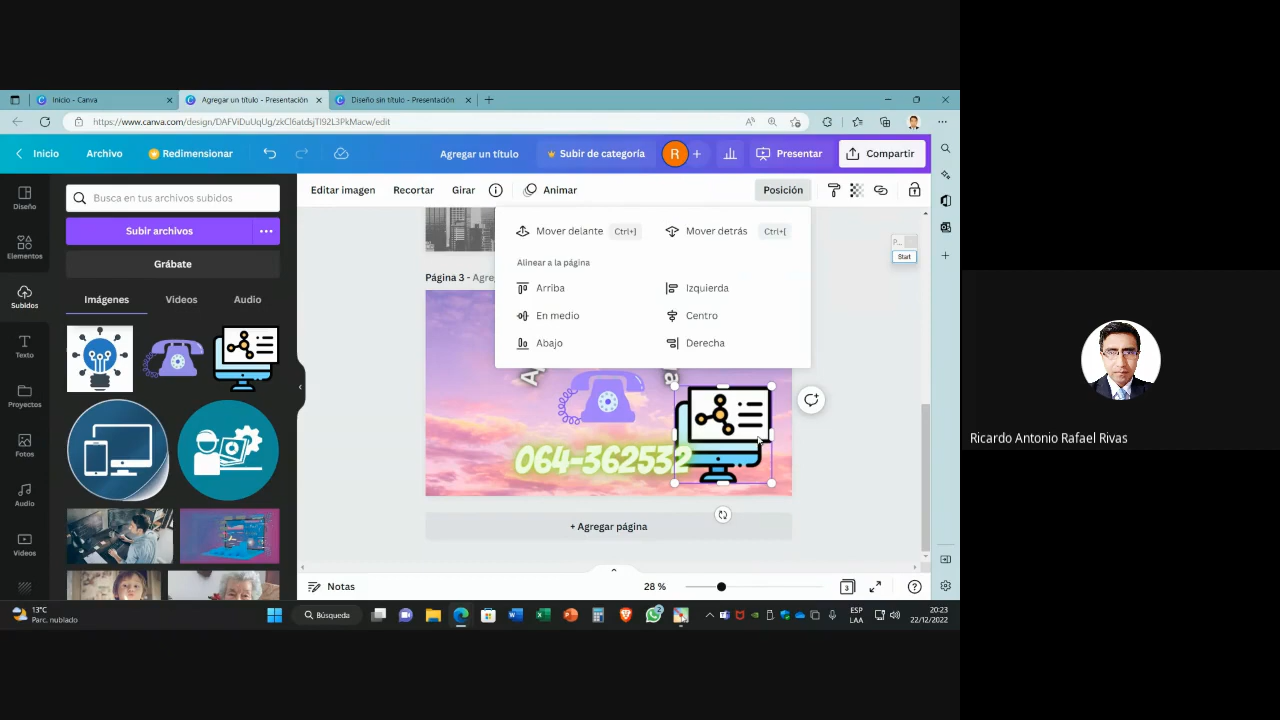 Inicio - Canva
Agregar un título - Presentación
Diseño sin título - Presentación
https://www.canva.com/design/DAFViDuUqUg/zkCl6atdsjTl92L3PkMacw/edit
Inicio
Archivo
Redimensionar
Agregar un título
Subir de categoría
R
Presentar
Compartir
Editar imagen
Recortar
Girar
Animar
Posición
Diseño
Elementos
Subidos
Texto
Proyectos
Fotos
Audio
Videos
Busca en tus archivos subidos
Subir archivos
Grábate
Imágenes
Videos
Audio
Mover delante Ctrl+]
Mover detrás Ctrl+[
Alinear a la página
Arriba
Izquierda
En medio
Centro
Abajo
Derecha
Página 3 - Agre
P...
Start
064-362532
+ Agregar página
Notas
28 %
3
13°C
Parc. nublado
Búsqueda
ESP
LAA
20:23
22/12/2022
Ricardo Antonio Rafael Rivas